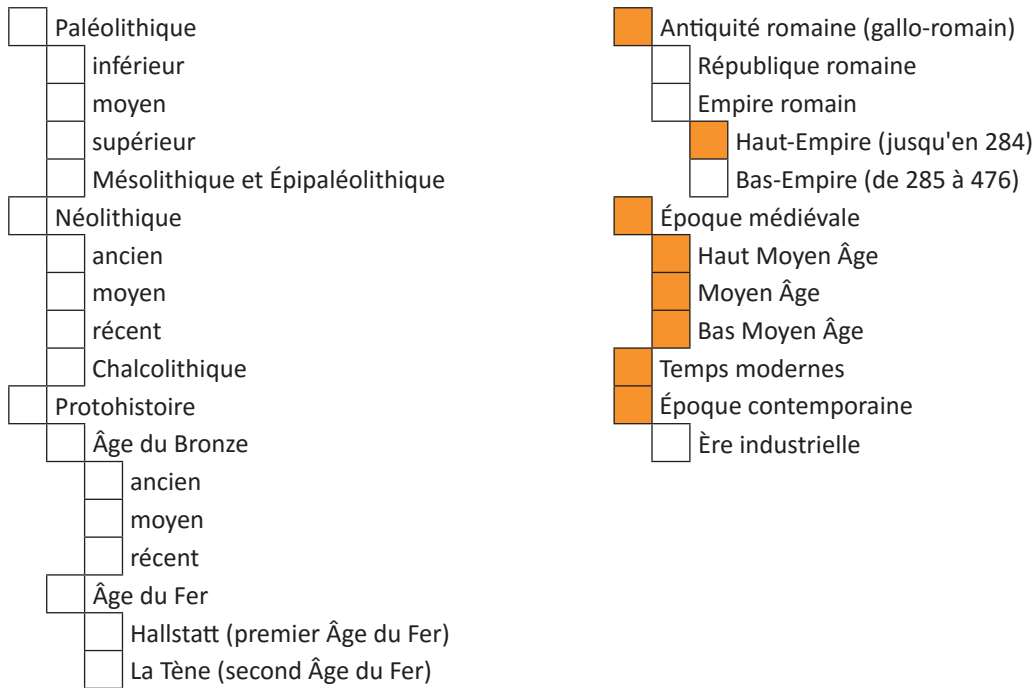 Paléolithique
inférieur
moyen
supérieur
Mésolithique et Épipaléolithique
Néolithique
ancien
moyen
récent
Chalcolithique
Protohistoire
Âge du Bronze
ancien
moyen
récent
Âge du Fer
Hallstatt (premier Âge du Fer)
La Tène (second Âge du Fer)
Antiquité romaine (gallo-romain)
République romaine
Empire romain
Haut-Empire (jusqu'en 284)
Bas-Empire (de 285 à 476)
Époque médiévale
Haut Moyen Âge
Moyen Âge
Bas Moyen Âge
Temps modernes
Époque contemporaine
Ère industrielle